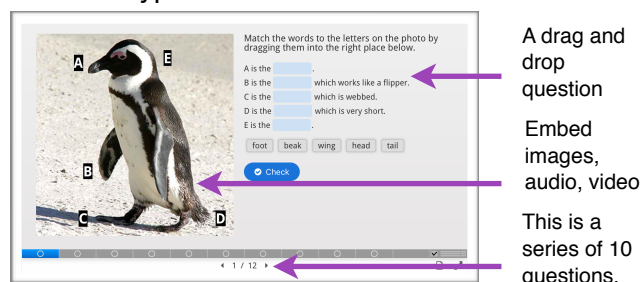 Match the words to the letters on the photo by
dragging them into the right place below.
A is the .
B is the which works like a flipper.
C is the which is webbed.
D is the which is very short.
E is the .
foot beak wing head tail
Check
A
E
B
C
D
1 / 12
A drag and
drop
question
Embed
images,
audio, video
This is a
series of 10
questions.